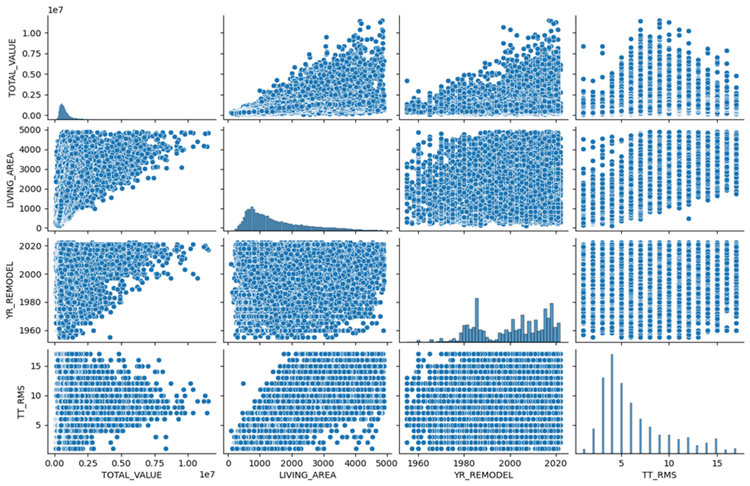 1e7
1.00
0.75
0.50
0.25
0.00
TOTAL_VALUE
5000
4000
3000
2000
1000
0
LIVING_AREA
2020
2000
1980
1960
YR_REMODEL
15
10
5
TT_RMS
0.00 0.25 0.50 0.75 1.00
1e7
TOTAL_VALUE
0 1000 2000 3000 4000 5000
LIVING_AREA
1960 1980 2000 2020
YR_REMODEL
5 10 15
TT_RMS